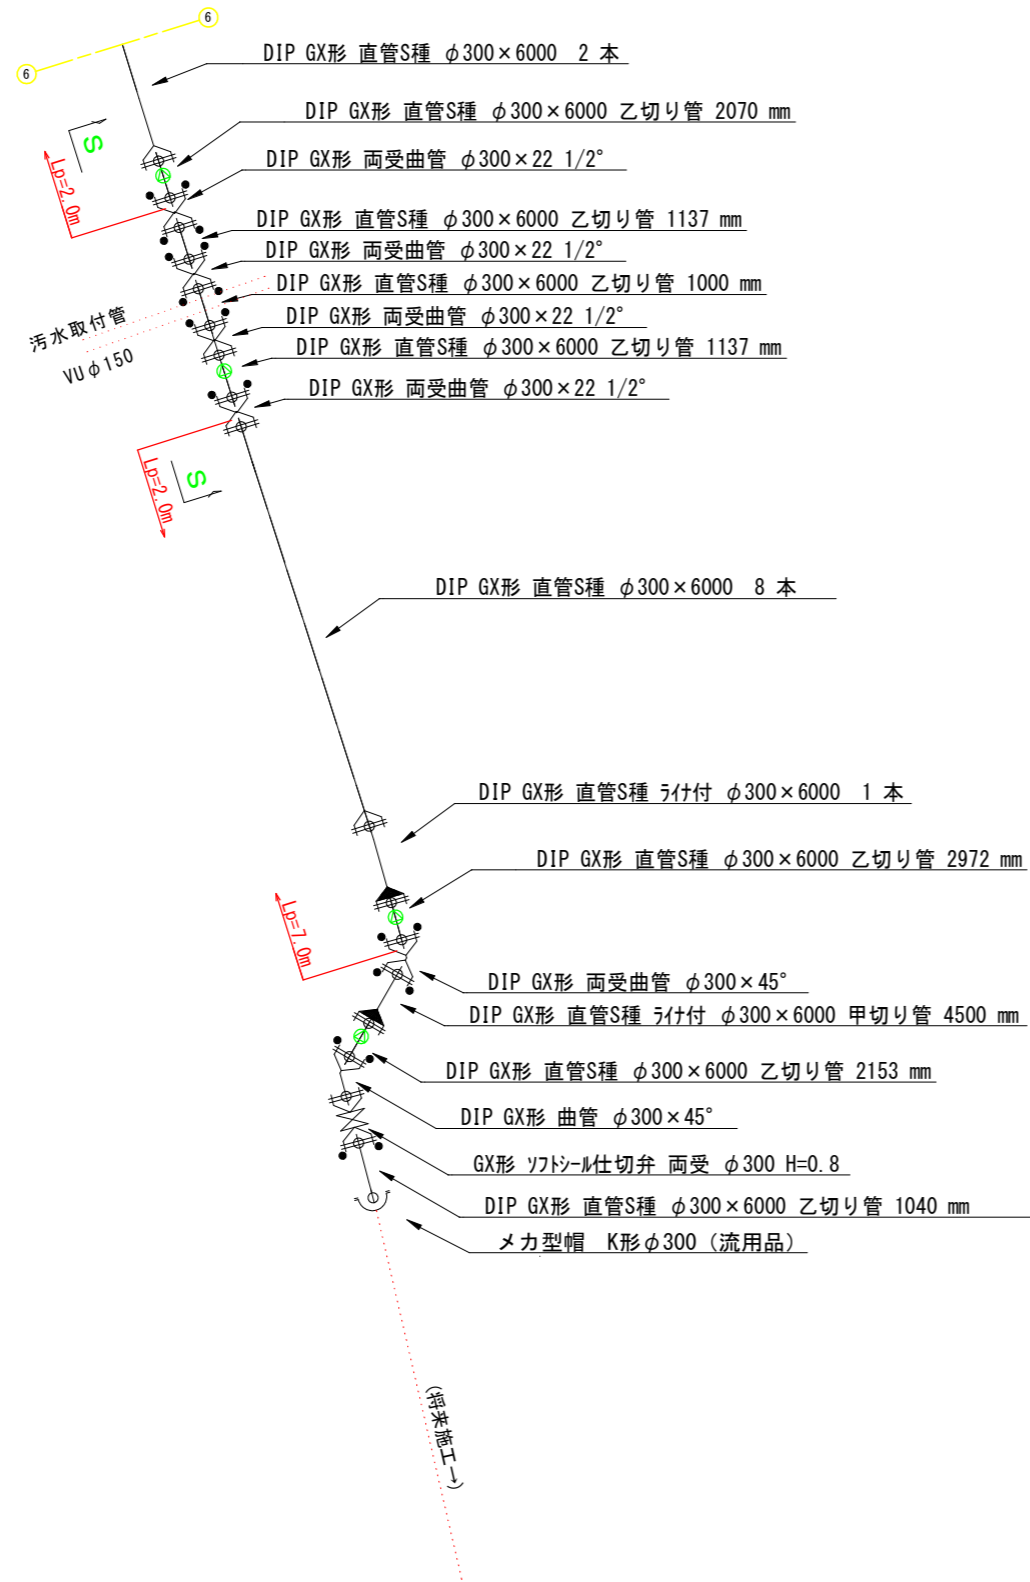 6
6
DIP GX形 直管S種 φ300×6000 2 本
DIP GX形 直管S種 φ300×6000 乙切り管 2070 mm
S
DIP GX形 両受曲管 φ300×22 1/2°
Lp=2.0m
DIP GX形 直管S種 φ300×6000 乙切り管 1137 mm
DIP GX形 両受曲管 φ300×22 1/2°
DIP GX形 直管S種 φ300×6000 乙切り管 1000 mm
汚水取付管
VUφ150
DIP GX形 両受曲管 φ300×22 1/2°
DIP GX形 直管S種 φ300×6000 乙切り管 1137 mm
DIP GX形 両受曲管 φ300×22 1/2°
Lp=2.0m
S
DIP GX形 直管S種 φ300×6000 8 本
DIP GX形 直管S種 ﾗｲﾅ付 φ300×6000 1 本
DIP GX形 直管S種 φ300×6000 乙切り管 2972 mm
Lp=7.0m
DIP GX形 両受曲管 φ300×45°
DIP GX形 直管S種 ﾗｲﾅ付 φ300×6000 甲切り管 4500 mm
DIP GX形 直管S種 φ300×6000 乙切り管 2153 mm
DIP GX形 曲管 φ300×45°
GX形 ｿﾌﾄｼｰﾙ仕切弁 両受 φ300 H=0.8
DIP GX形 直管S種 φ300×6000 乙切り管 1040 mm
メカ型帽 K形φ300（流用品）
(将来施工→)